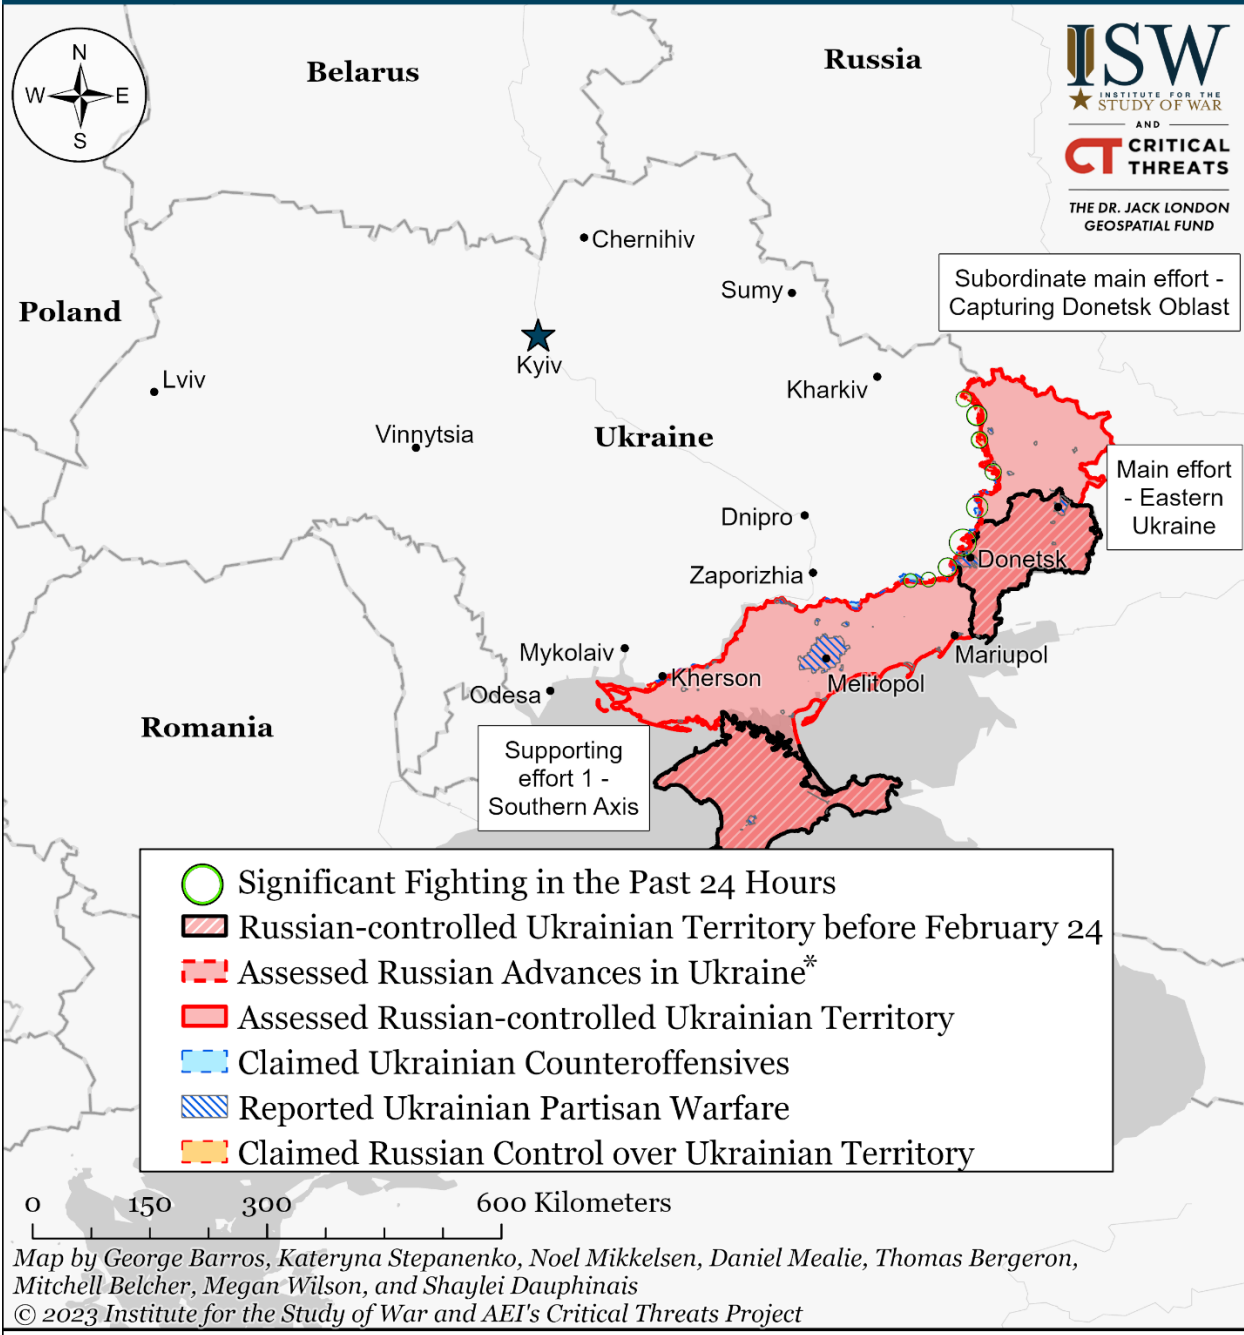 N
W
E
S
Belarus
Russia
ISW
INSTITUTE FOR THE
STUDY OF WAR
AND
CT CRITICAL
THREATS
THE DR. JACK LONDON
GEOSPATIAL FUND
Chernihiv
Subordinate main effort -
Capturing Donetsk Oblast
Sumy
Poland
Kyiv
Lviv
Kharkiv
Vinnytsia
Ukraine
Main effort
- Eastern
Ukraine
Dnipro
Donetsk
Zaporizhia
Mykolaiv
Mariupol
Kherson
Melitopol
Odesa
Romania
Supporting
effort 1 -
Southern Axis
Significant Fighting in the Past 24 Hours
Russian-controlled Ukrainian Territory before February 24
Assessed Russian Advances in Ukraine*
Assessed Russian-controlled Ukrainian Territory
Claimed Ukrainian Counteroffensives
Reported Ukrainian Partisan Warfare
Claimed Russian Control over Ukrainian Territory
0 150 300 600 Kilometers
Map by George Barros, Kateryna Stepanenko, Noel Mikkelsen, Daniel Mealie, Thomas Bergeron,
Mitchell Belcher, Megan Wilson, and Shaylei Dauphinais
© 2023 Institute for the Study of War and AEI's Critical Threats Project